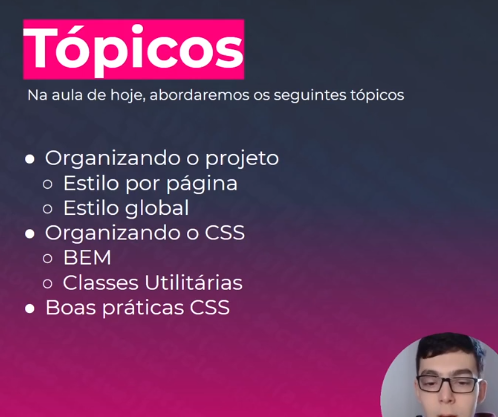 Tópicos
Na aula de hoje, abordaremos os seguintes tópicos
● Organizando o projeto
○ Estilo por página
○ Estilo global
● Organizando o CSS
○ BEM
○ Classes Utilitárias
● Boas práticas CSS